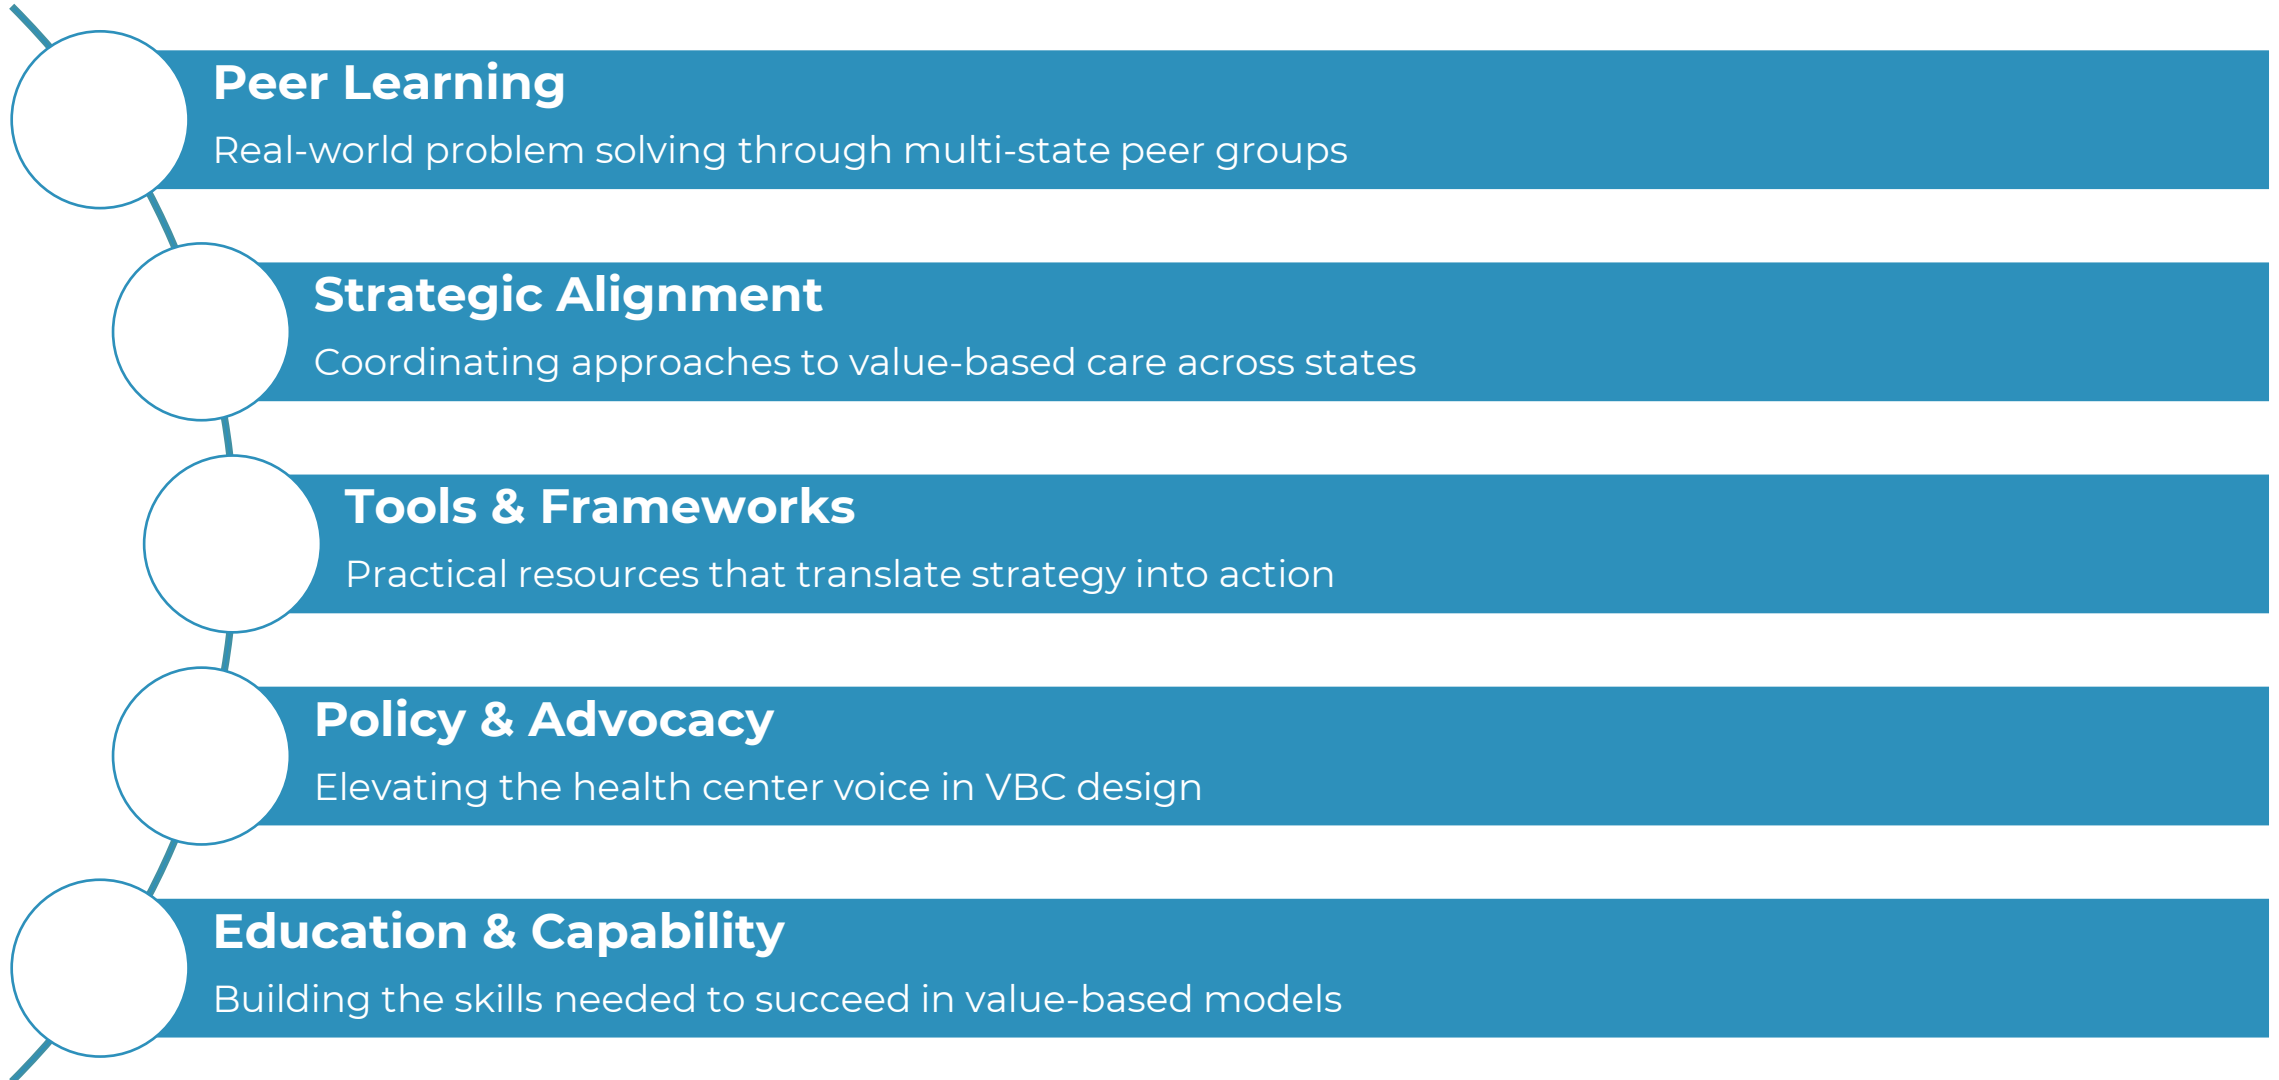 Peer Learning
Real-world problem solving through multi-state peer groups
Strategic Alignment
Coordinating approaches to value-based care across states
Tools & Frameworks
Practical resources that translate strategy into action
Policy & Advocacy
Elevating the health center voice in VBC design
Education & Capability
Building the skills needed to succeed in value-based models